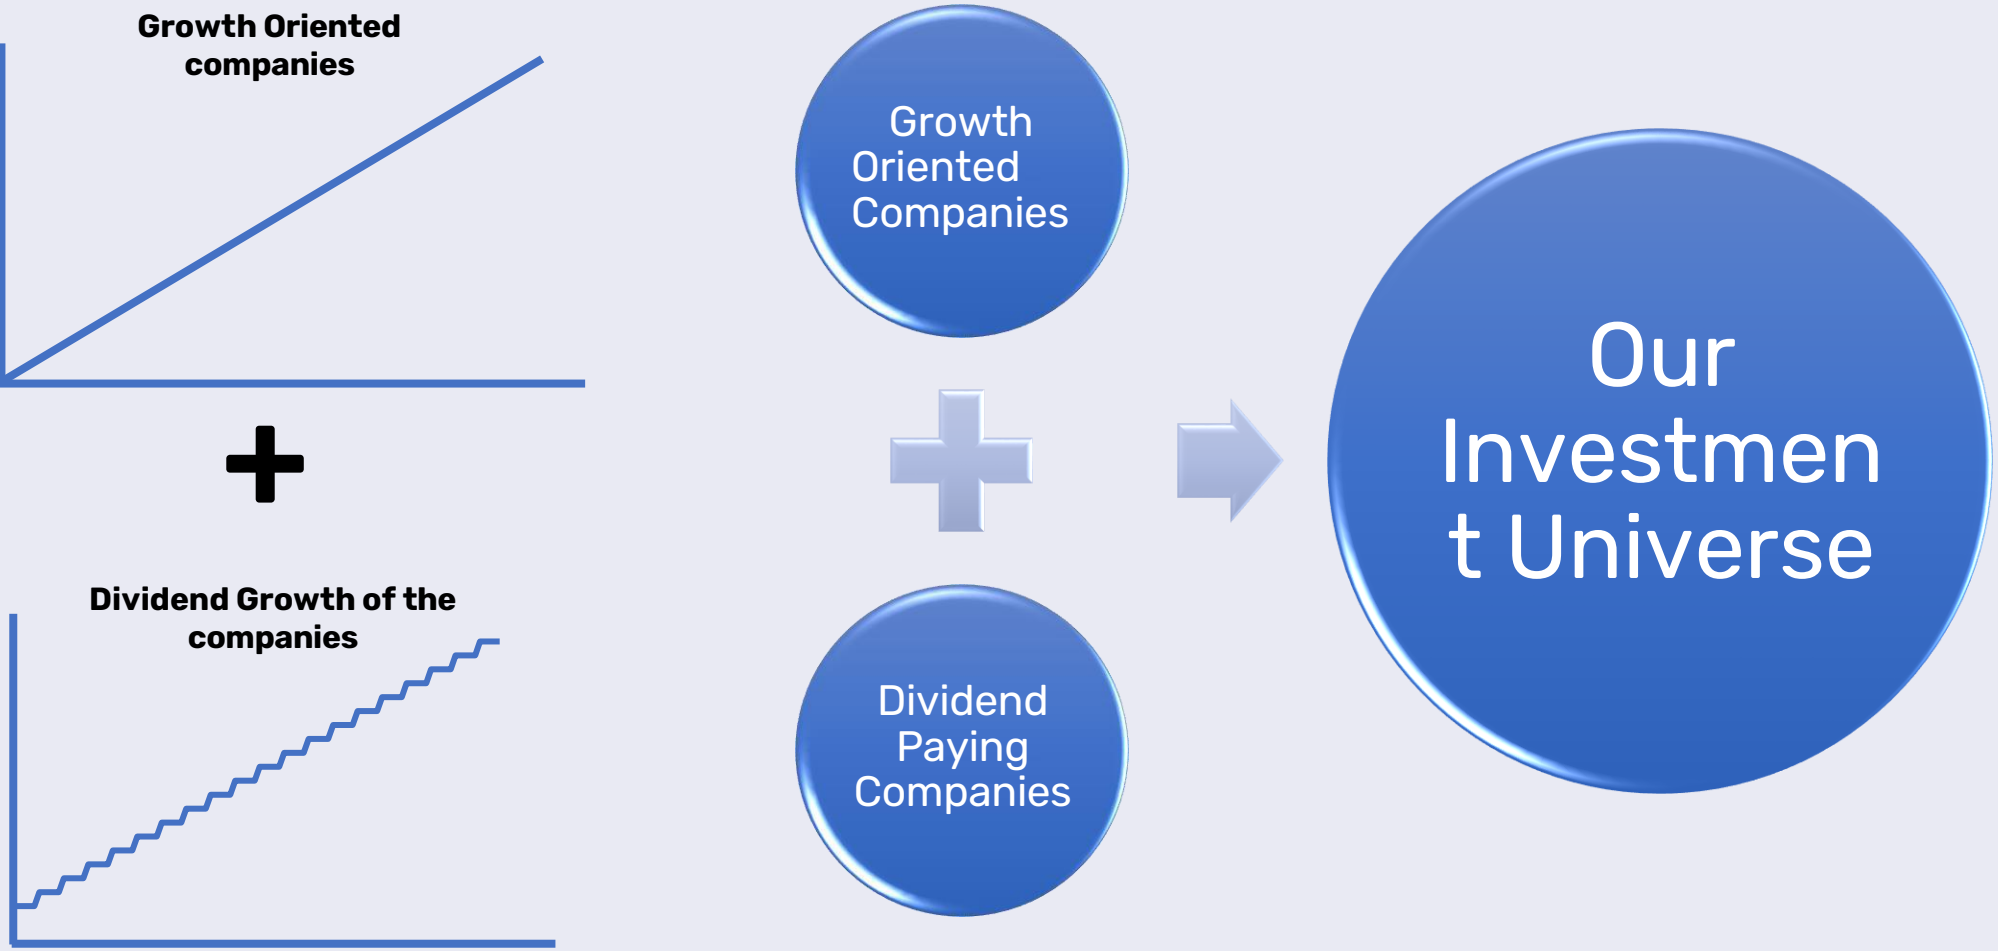 Growth Oriented
companies
Dividend Growth of the
companies
Growth
Oriented
Companies
Dividend
Paying
Companies
Our
Investmen
t Universe